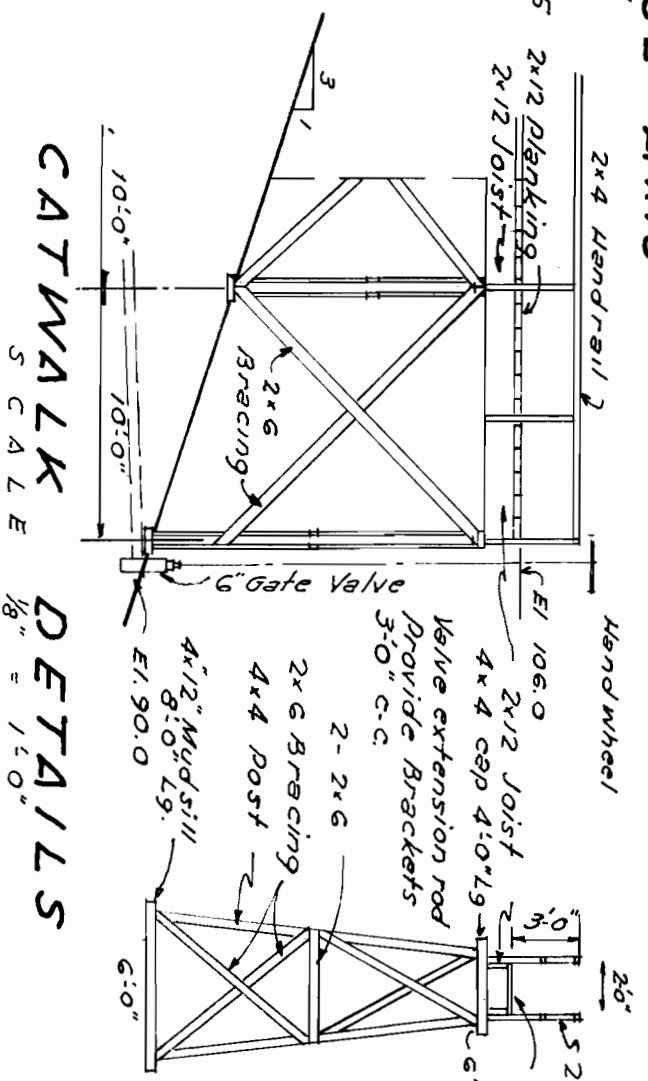 2x4 Handrail
2x12 planking
2x12 Joist
3
1
2x6
Bracing
6" Gate Valve
10'-0"
10'-0"
Hand wheel
El 106.0
2x12 Joist
4x4 cap 4'-0" Lg
Valve extension rod
Provide Brackets
3'-0" c-c.
2-2x6
2x6 Bracing
4x4 Post
4x12" Mudsill
8'-0" Lg.
El. 90.0
3'-0"
2'-0"
6'-0"
CATWALK DETAILS
SCALE 1/8" = 1'-0"